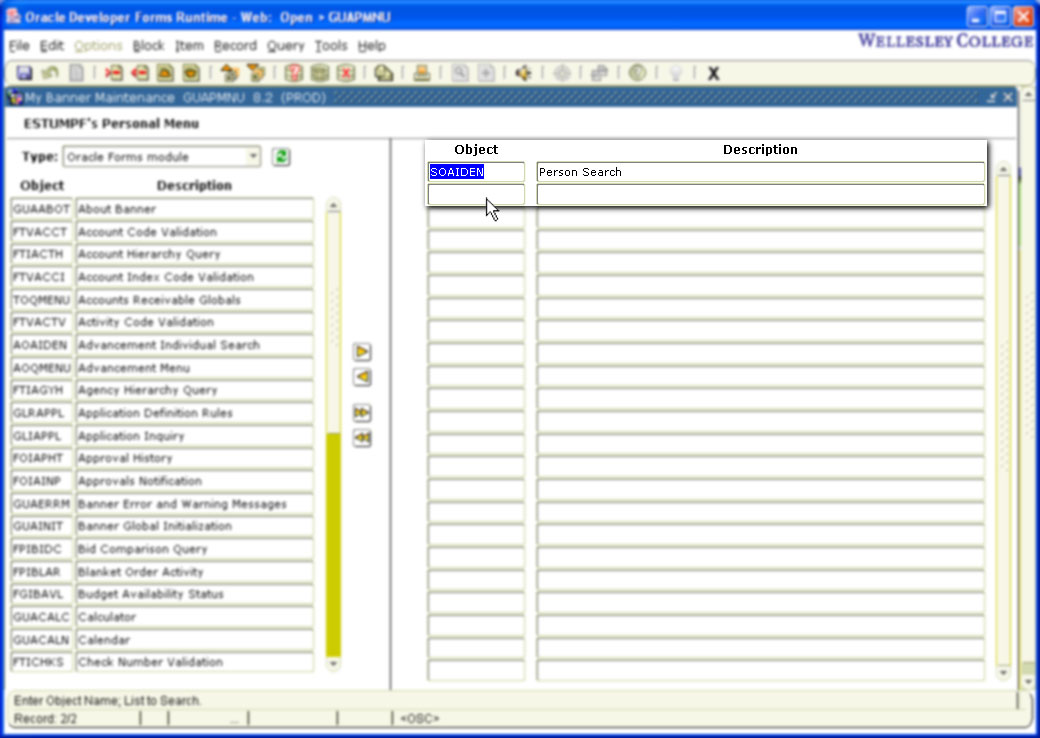 Oracle Developer Forms Runtime - Web: Open > GUAPMNU
File Edit Options Block Item Record Query Tools Help
WELLESLEY COLLEGE
X
My Banner Maintenance GUAPMNU 8.2 (PROD)
ESTUMPF's Personal Menu
Type: Oracle Forms module
Object Description
GUAABOT About Banner
FTVACCT Account Code Validation
FTIACTH Account Hierarchy Query
FTVACCI Account Index Code Validation
TOQMENU Accounts Receivable Globals
FTVACTV Activity Code Validation
AOAIDEN Advancement Individual Search
AOQMENU Advancement Menu
FTIAGYH Agency Hierarchy Query
GLRAPPL Application Definition Rules
GLIAPPL Application Inquiry
FOIAPHT Approval History
FOIAINP Approvals Notification
GUAERRM Banner Error and Warning Messages
GUAINIT Banner Global Initialization
FPIBIDC Bid Comparison Query
FPIBLAR Blanket Order Activity
FGIBAVL Budget Availability Status
GUACALC Calculator
GUACALN Calendar
FTICHKS Check Number Validation
Object Description
SOAIDEN Person Search
Enter Object Name; List to Search.
Record: 2/2 ... <OSC>